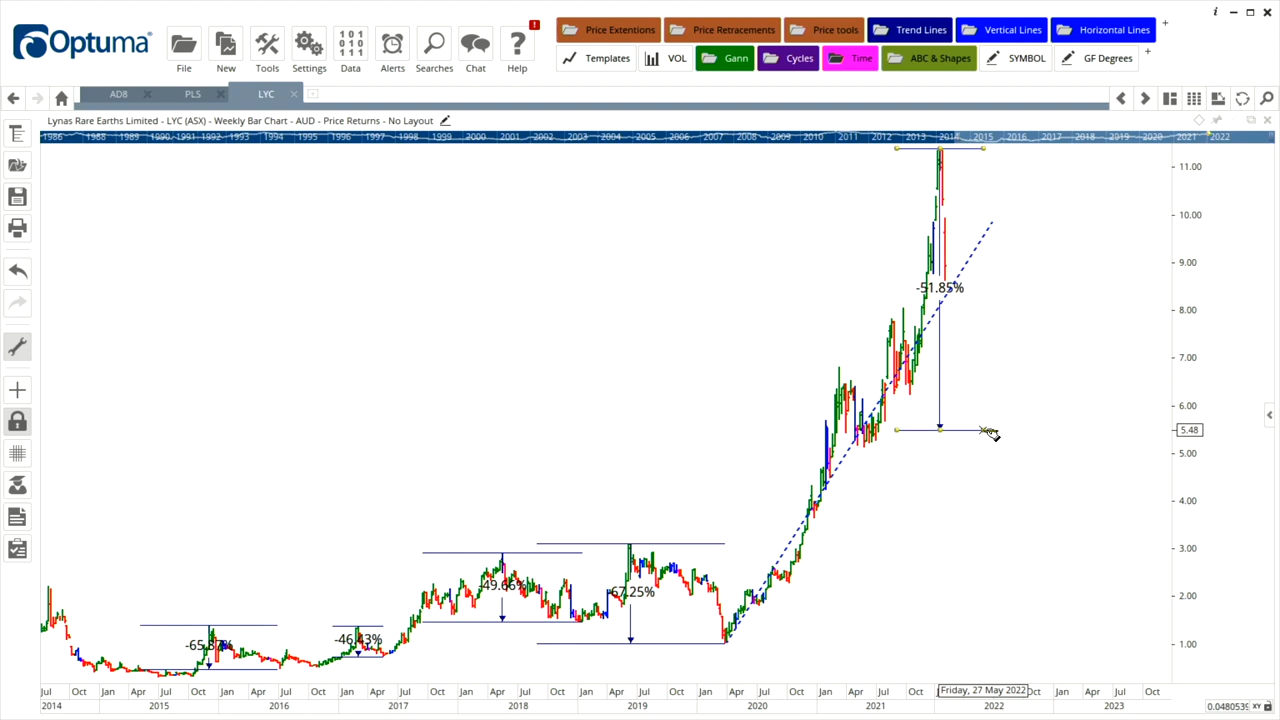 Optuma
File
New
Tools
Settings
101
010
101
Data
Alerts
Searches
Chat
?
Help
!
Price Extentions
Price Retracements
Price tools
Trend Lines
Vertical Lines
Horizontal Lines
+
Templates
VOL
Gann
Cycles
Time
ABC & Shapes
SYMBOL
GF Degrees
+
AD8
PLS
LYC
Lynas Rare Earths Limited - LYC (ASX) - Weekly Bar Chart - AUD - Price Returns - No Layout
1986 1989 1990 1991 1992 1993 1994 1995 1996 1997 1998 1999 2000 2001 2002 2003 2004 2005 2006 2007 2008 2009 2010 2011 2012 2013 2014 2015 2016 2017 2018 2019 2020 2021 2022
11.00
10.00
9.00
-51.85%
8.00
7.00
6.00
5.48
5.00
4.00
3.00
-49.66%
-67.25%
2.00
-65.87%
-46.43%
1.00
Jul Oct Jan Apr Jul Oct Jan Apr Jul Oct Jan Apr Jul Oct Jan Apr Jul Oct Jan Apr Jul Oct Jan Apr Jul Oct Jan Apr Jul Oct Friday, 27 May 2022 Oct Jan Apr Jul Oct
2014 2015 2016 2017 2018 2019 2020 2021 2022 2023
0.0480539 XY